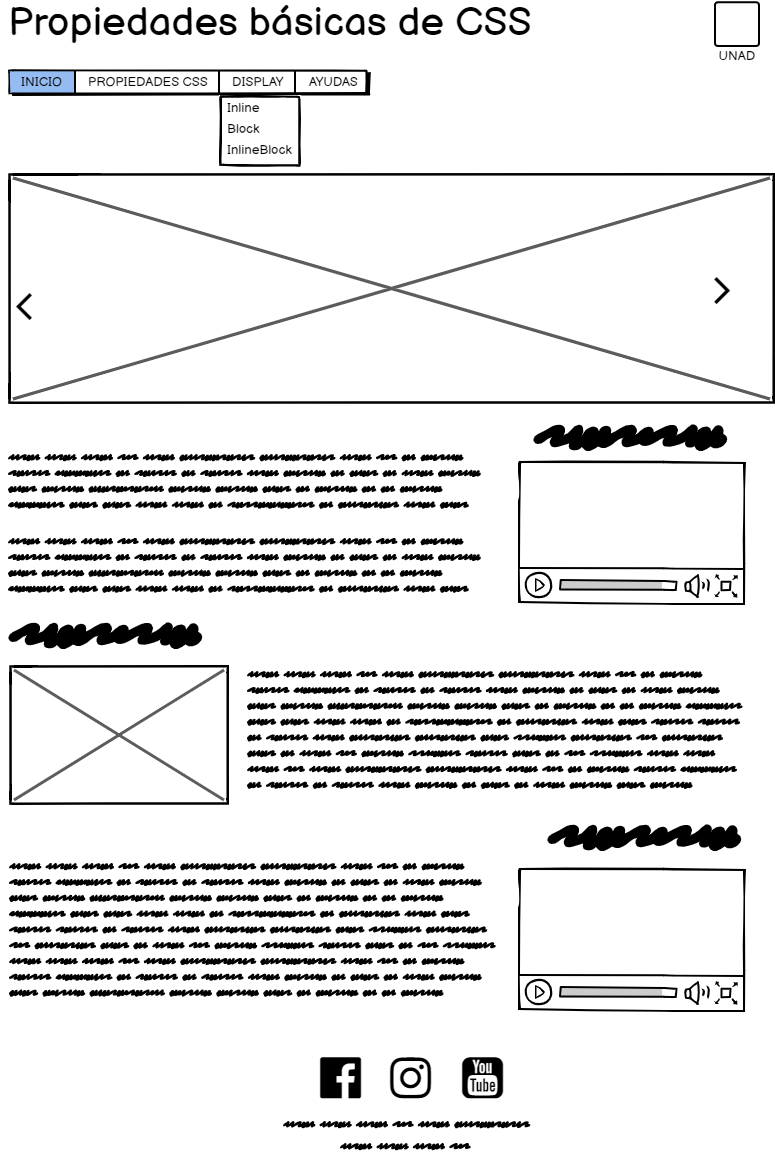 Propiedades básicas de CSS
UNAD
INICIO PROPIEDADES CSS DISPLAY AYUDAS
Inline
Block
InlineBlock
You
Tube